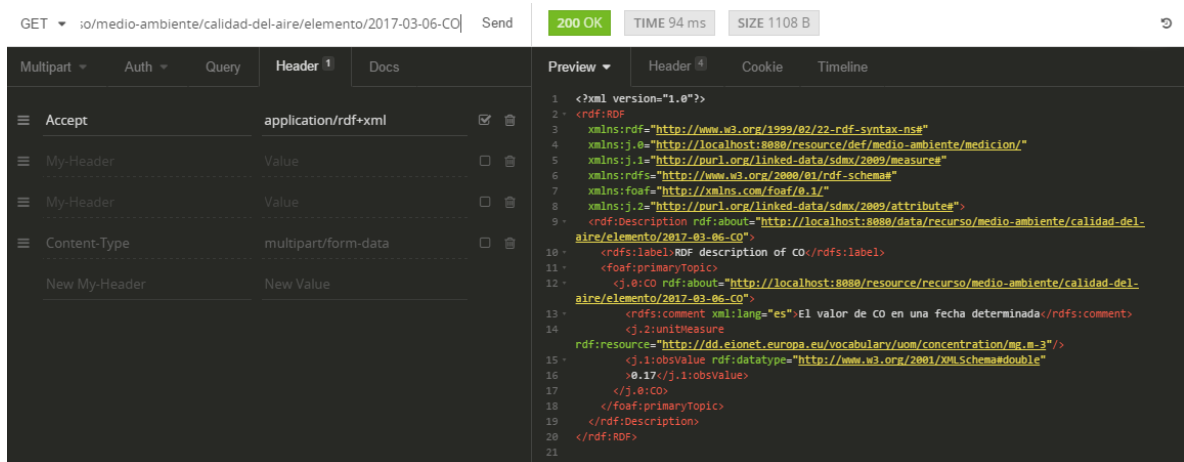 GET ▾ so/medio-ambiente/calidad-del-aire/elemento/2017-03-06-CO Send
200 OK TIME 94 ms SIZE 1108 B
Multipart Auth Query Header 1 Docs
Accept application/rdf+xml
My-Header Value
My-Header Value
Content-Type multipart/form-data
New My-Header New Value
Preview ▾ Header 4 Cookie Timeline
1 <?xml version="1.0"?>
2 <rdf:RDF
3 xmlns:rdf="http://www.w3.org/1999/02/22-rdf-syntax-ns#"
4 xmlns:j.0="http://localhost:8080/resource/def/medio-ambiente/medicion/"
5 xmlns:j.1="http://purl.org/linked-data/sdmx/2009/measure#"
6 xmlns:rdfs="http://www.w3.org/2000/01/rdf-schema#"
7 xmlns:foaf="http://xmlns.com/foaf/0.1/"
8 xmlns:j.2="http://purl.org/linked-data/sdmx/2009/attribute#">
9 <rdf:Description rdf:about="http://localhost:8080/data/recurso/medio-ambiente/calidad-del-
aire/elemento/2017-03-06-CO">
10 <rdfs:label>RDF description of CO</rdfs:label>
11 <foaf:primaryTopic>
12 <j.0:CO rdf:about="http://localhost:8080/resource/recurso/medio-ambiente/calidad-del-
aire/elemento/2017-03-06-CO">
13 <rdfs:comment xml:lang="es">El valor de CO en una fecha determinada</rdfs:comment>
14 <j.2:unitMeasure
rdf:resource="http://dd.eionet.europa.eu/vocabulary/uom/concentration/mg.m-3"/>
15 <j.1:obsValue rdf:datatype="http://www.w3.org/2001/XMLSchema#double"
16 >0.17</j.1:obsValue>
17 </j.0:CO>
18 </foaf:primaryTopic>
19 </rdf:Description>
20 </rdf:RDF>
21